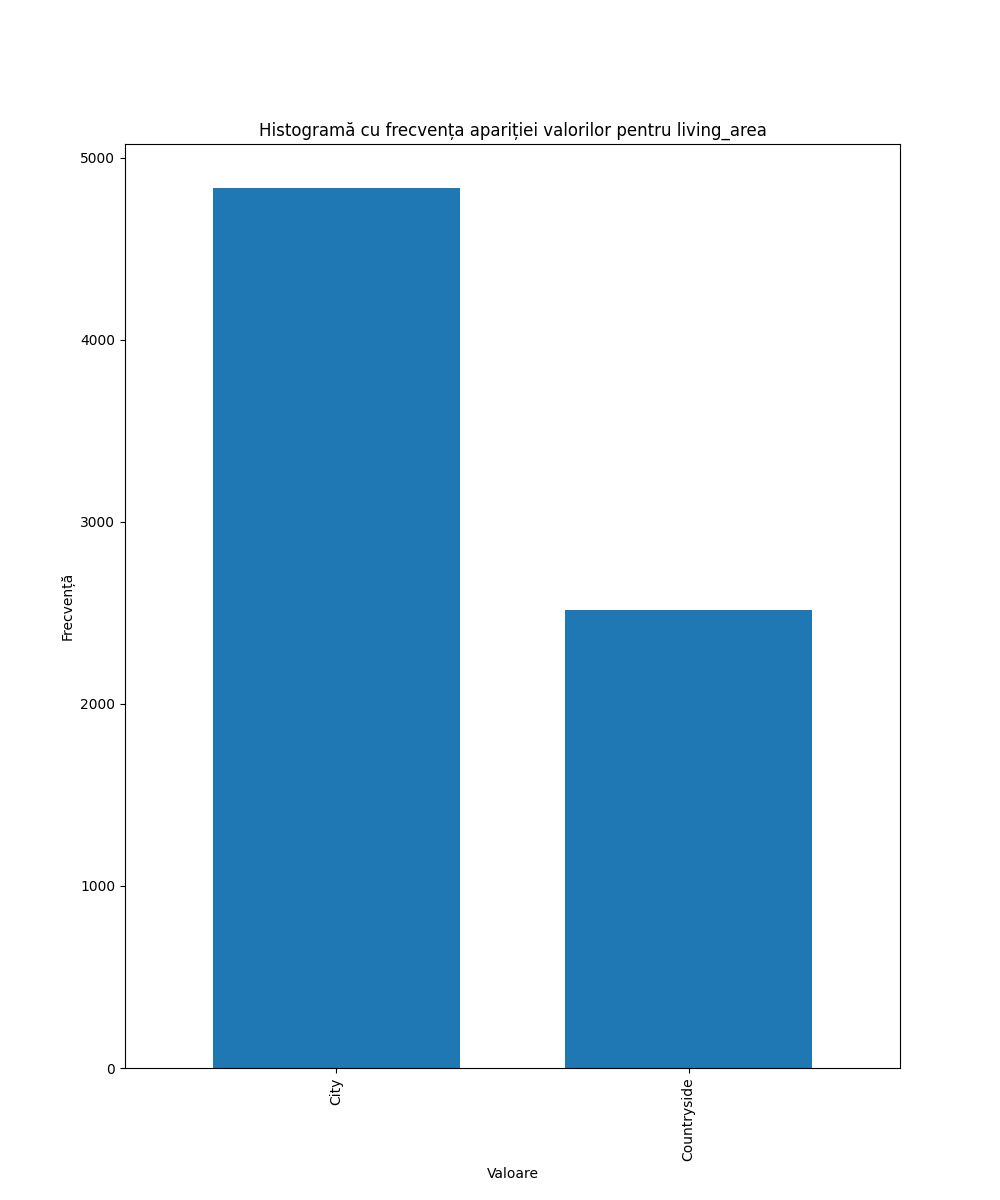 Histogramă cu frecvența apariției valorilor pentru living_area
5000
4000
3000
2000
1000
0
Frecvență
City
Countryside
Valoare